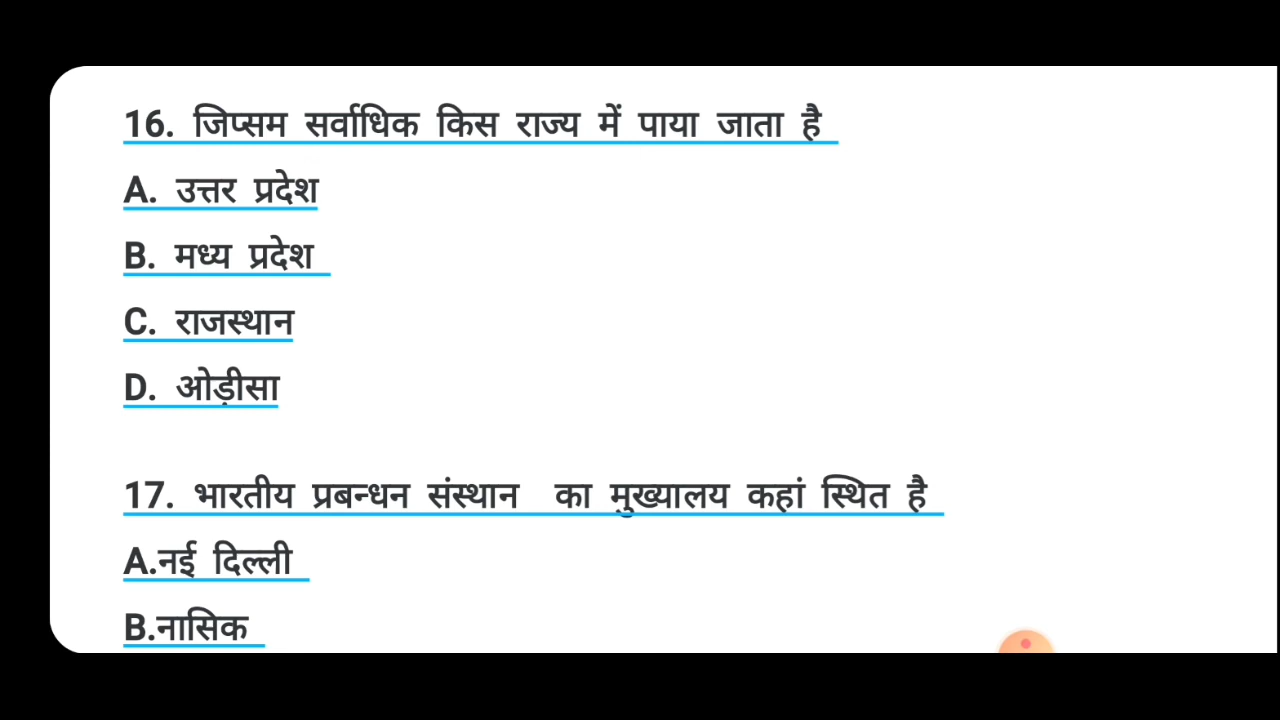 16. जिप्सम सर्वाधिक किस राज्य में पाया जाता है
A. उत्तर प्रदेश
B. मध्य प्रदेश
C. राजस्थान
D. ओड़ीसा
17. भारतीय प्रबन्धन संस्थान का मुख्यालय कहां स्थित है
A.नई दिल्ली
B.नासिक